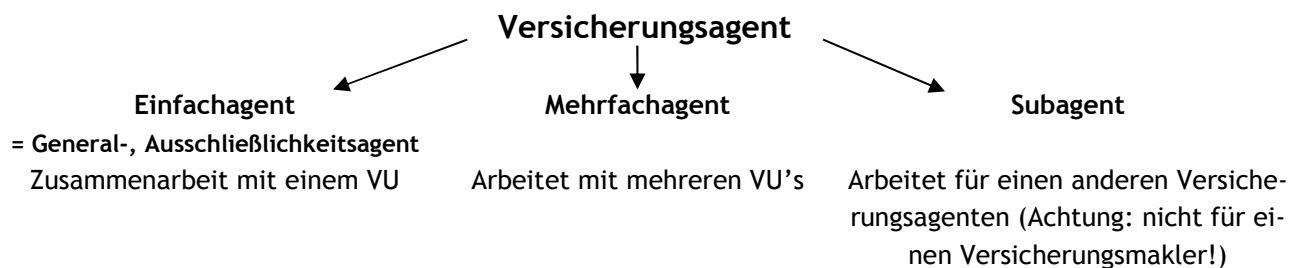 Versicherungsagent
Einfachagent
= General-, Ausschließlichkeitsagent
Zusammenarbeit mit einem VU
Mehrfachagent
Arbeitet mit mehreren VU’s
Subagent
Arbeitet für einen anderen Versiche-
rungsagenten (Achtung: nicht für ei-
nen Versicherungsmakler!)